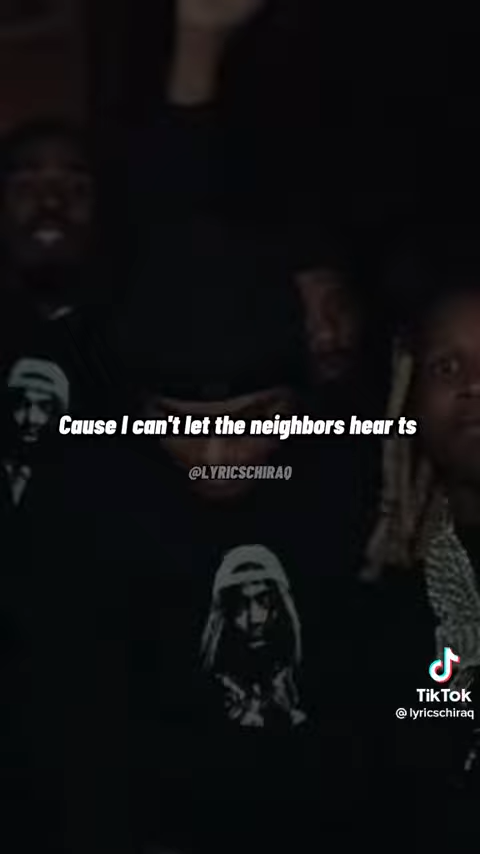 Cause I can't let the neighbors hear ts
@LYRICSCHIRAQ
TikTok
@lyricschiraq